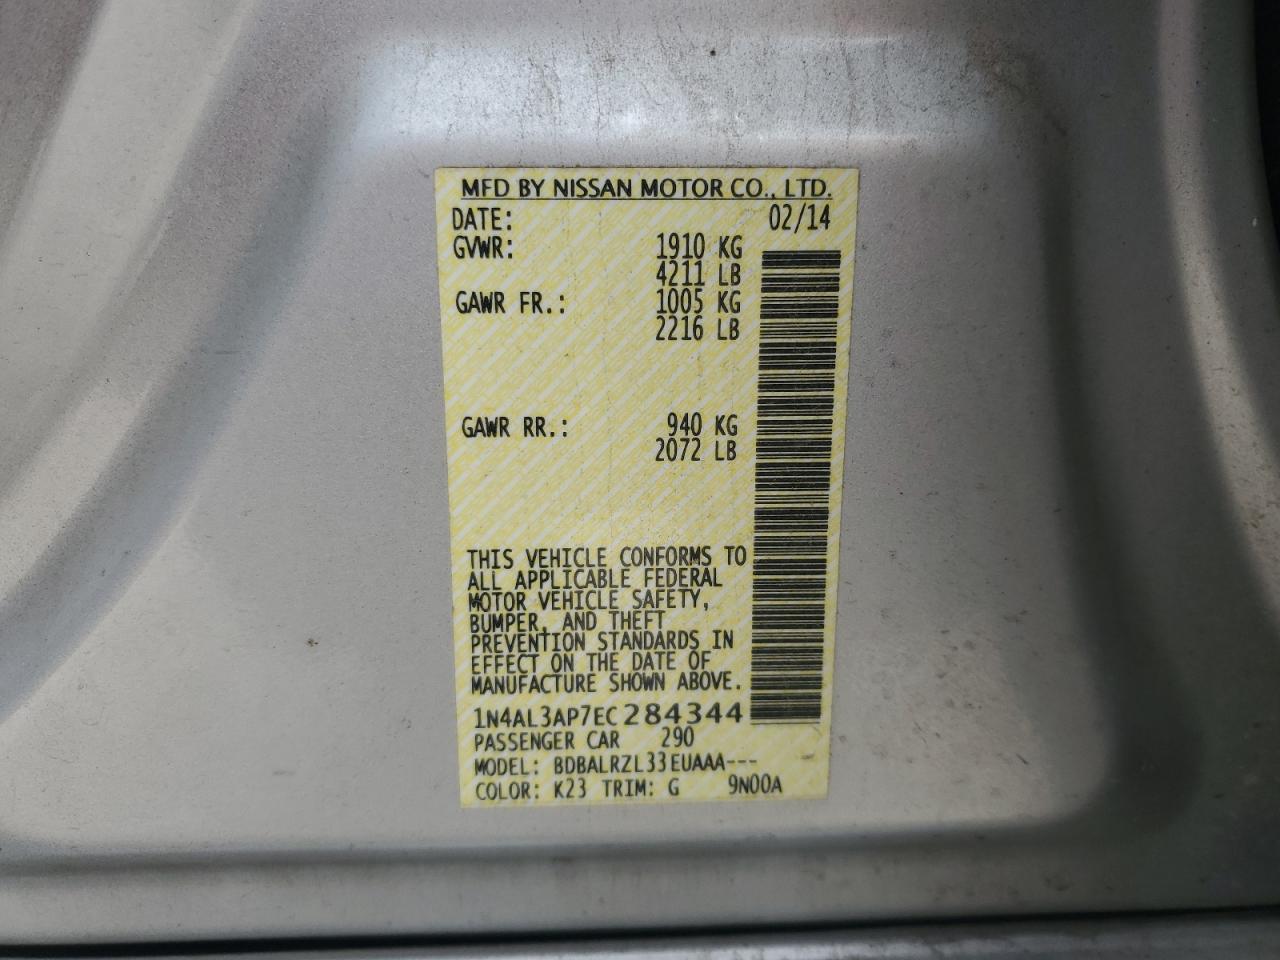 MFD BY NISSAN MOTOR CO., LTD.
DATE: 02/14
GVWR: 1910 KG
4211 LB
GAWR FR.: 1005 KG
2216 LB
GAWR RR.: 940 KG
2072 LB
THIS VEHICLE CONFORMS TO
ALL APPLICABLE FEDERAL
MOTOR VEHICLE SAFETY,
BUMPER, AND THEFT
PREVENTION STANDARDS IN
EFFECT ON THE DATE OF
MANUFACTURE SHOWN ABOVE.
1N4AL3AP7EC284344
PASSENGER CAR 290
MODEL: BDBALRZL33EUAAA---
COLOR: K23 TRIM: G 9N00A